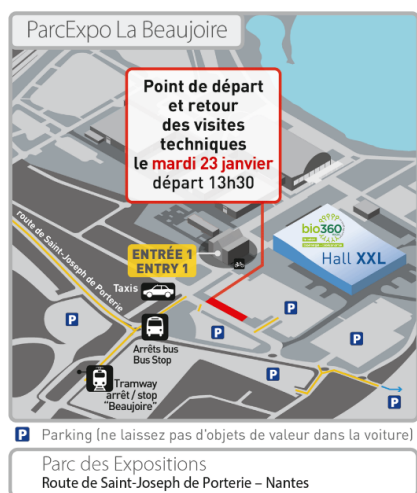 ParcExpo La Beaujoire
Point de départ
et retour
des visites
techniques
le mardi 23 janvier
départ 13h30
bio360
Hall XXL
ENTRÉE 1
ENTRY 1
Taxis
route de Saint-Joseph de Porterie
P
P
P
P
P
P
Arrêts bus
Bus Stop
Tramway
arrêt / stop
"Beaujoire"
P Parking (ne laissez pas d'objets de valeur dans la voiture)
Parc des Expositions
Route de Saint-Joseph de Porterie – Nantes